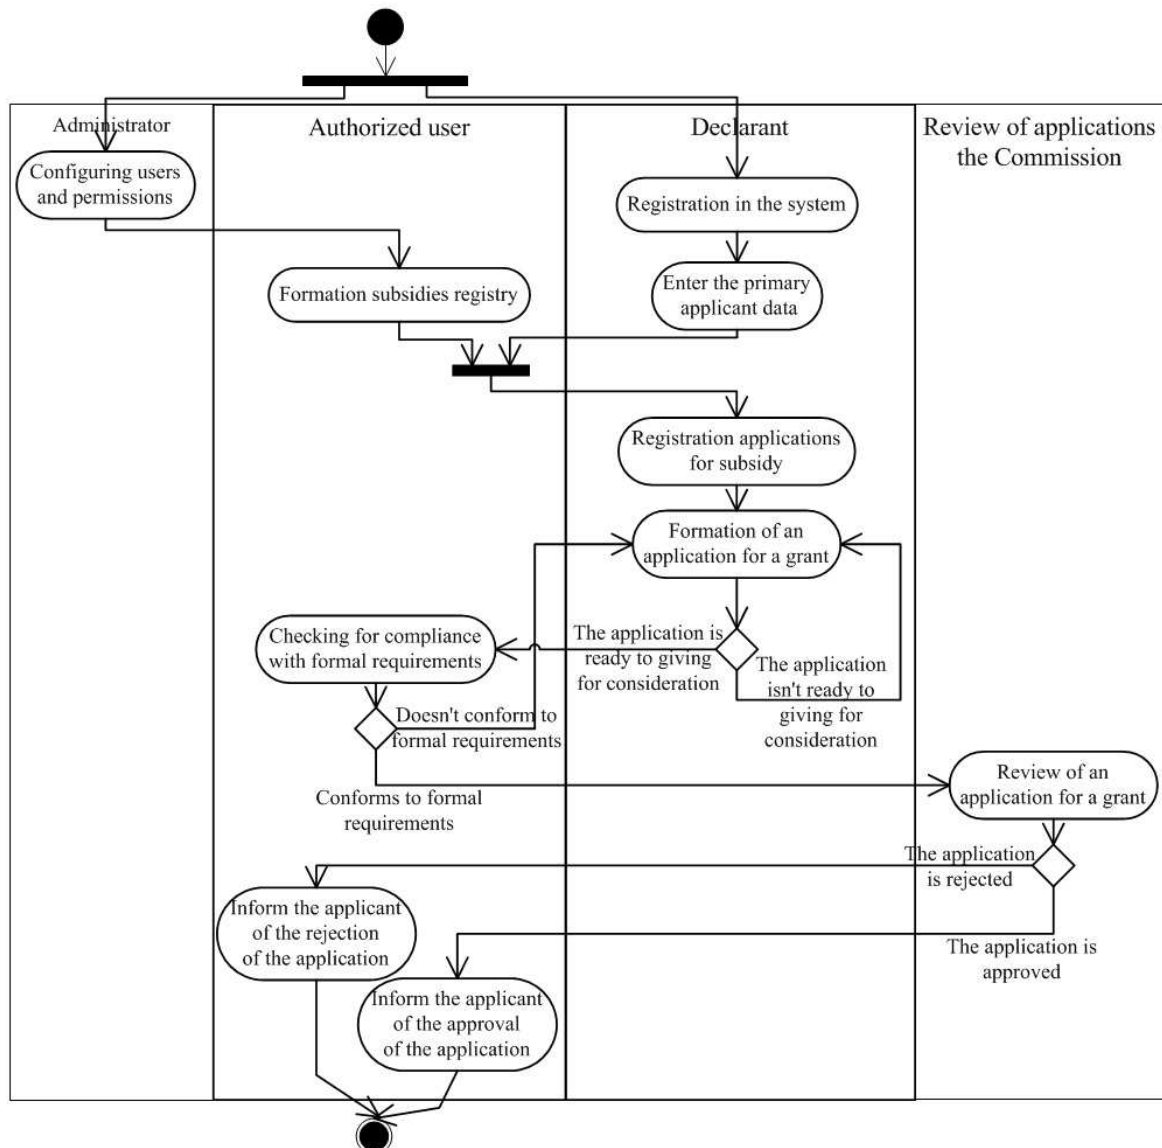 Administrator
Authorized user
Declarant
Review of applications
the Commission
Configuring users
and permissions
Registration in the system
Formation subsidies registry
Enter the primary
applicant data
Registration applications
for subsidy
Formation of an
application for a grant
Checking for compliance
with formal requirements
The application is
ready to giving
for consideration
The application
isn't ready to
giving for
consideration
Doesn't conform to
formal requirements
Conforms to formal
requirements
Review of an
application for a grant
The application
is rejected
Inform the applicant
of the rejection
of the application
The application is
approved
Inform the applicant
of the approval
of the application